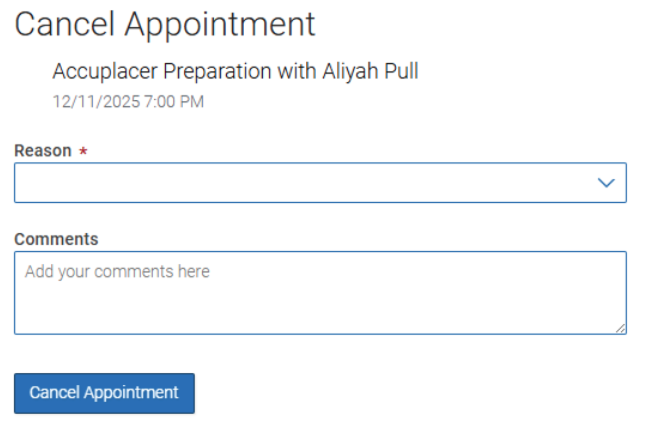 Cancel Appointment
Accuplacer Preparation with Aliyah Pull
12/11/2025 7:00 PM
Reason *
Comments
Add your comments here
Cancel Appointment